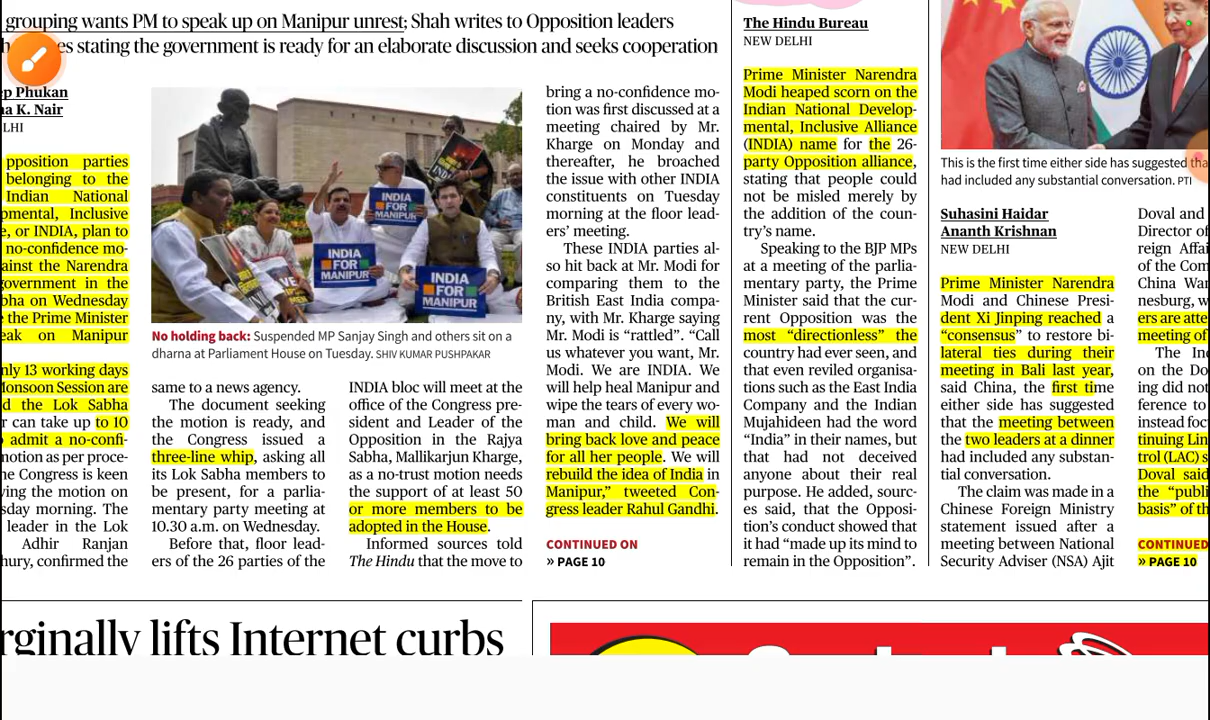 grouping wants PM to speak up on Manipur unrest; Shah writes to Opposition leaders
stating the government is ready for an elaborate discussion and seeks cooperation
Phukan
K. Nair
pposition parties
belonging to the
Indian National
pmental, Inclusive
e, or INDIA, plan to
no-confidence mo-
ainst the Narendra
government in the
bha on Wednesday
the Prime Minister
eak on Manipur
nly 13 working days
Monsoon Session are
d the Lok Sabha
r can take up to 10
admit a no-confi-
motion as per proce-
he Congress is keen
ving the motion on
sday morning. The
leader in the Lok
Adhir Ranjan
hury, confirmed the
INDIA
FOR
MANIPUR
INDIA
FOR
MANIPUR
INDIA
FOR
MANIPUR
No holding back: Suspended MP Sanjay Singh and others sit on a
dharna at Parliament House on Tuesday. SHIV KUMAR PUSHPAKAR
same to a news agency.
The document seeking
the motion is ready, and
the Congress issued a
three-line whip, asking all
its Lok Sabha members to
be present, for a parlia-
mentary party meeting at
10.30 a.m. on Wednesday.
Before that, floor lead-
ers of the 26 parties of the
INDIA bloc will meet at the
office of the Congress pre-
sident and Leader of the
Opposition in the Rajya
Sabha, Mallikarjun Kharge,
as a no-trust motion needs
the support of at least 50
or more members to be
adopted in the House.
Informed sources told
The Hindu that the move to
bring a no-confidence mo-
tion was first discussed at a
meeting chaired by Mr.
Kharge on Monday and
thereafter, he broached
the issue with other INDIA
constituents on Tuesday
morning at the floor lead-
ers' meeting.
These INDIA parties al-
so hit back at Mr. Modi for
comparing them to the
British East India compa-
ny, with Mr. Kharge saying
Mr. Modi is “rattled”. “Call
us whatever you want, Mr.
Modi. We are INDIA. We
will help heal Manipur and
wipe the tears of every wo-
man and child. We will
bring back love and peace
for all her people. We will
rebuild the idea of India in
Manipur,” tweeted Con-
gress leader Rahul Gandhi.
CONTINUED ON
» PAGE 10
The Hindu Bureau
NEW DELHI
Prime Minister Narendra
Modi heaped scorn on the
Indian National Develop-
mental, Inclusive Alliance
(INDIA) name for the 26-
party Opposition alliance,
stating that people could
not be misled merely by
the addition of the coun-
try's name.
Speaking to the BJP MPs
at a meeting of the parlia-
mentary party, the Prime
Minister said that the cur-
rent Opposition was the
most “directionless” the
country had ever seen, and
that even reviled organisa-
tions such as the East India
Company and the Indian
Mujahideen had the word
“India” in their names, but
that had not deceived
anyone about their real
purpose. He added, sourc-
es said, that the Opposi-
tion's conduct showed that
it had “made up its mind to
remain in the Opposition”.
This is the first time either side has suggested
had included any substantial conversation. PTI
Suhasini Haidar
Ananth Krishnan
NEW DELHI
Prime Minister Narendra
Modi and Chinese Presi-
dent Xi Jinping reached a
“consensus” to restore bi-
lateral ties during their
meeting in Bali last year,
said China, the first time
either side has suggested
that the meeting between
the two leaders at a dinner
had included any substan-
tial conversation.
The claim was made in a
Chinese Foreign Ministry
statement issued after a
meeting between National
Security Adviser (NSA) Ajit
Doval and
Director of
reign Affai
of the Com
China Wan
nesburg, w
ers are atte
meeting of
The Ind
on the Do
ing did not
ference to
instead foc
tinuing Lin
trol (LAC) s
Doval said
the “publi
basis” of th
CONTINUED
» PAGE 10
rginally lifts Internet curbs